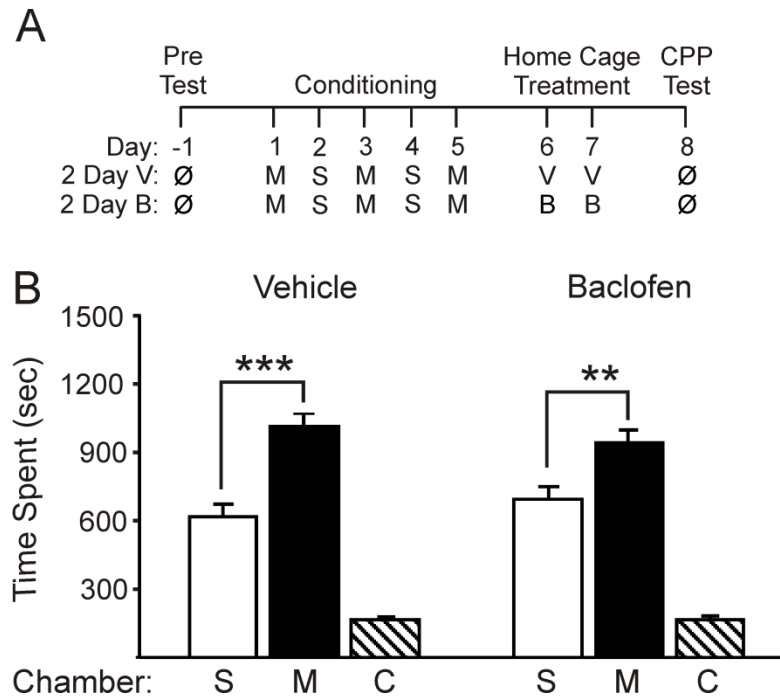 A
Pre Test
Conditioning
Home Cage Treatment
CPP Test
Day: -1 1 2 3 4 5 6 7 8
2 Day V: Ø M S M S M V V Ø
2 Day B: Ø M S M S M B B Ø
B
Vehicle
Baclofen
1500
1200
900
600
300
Time Spent (sec)
***
**
Chamber: S M C S M C